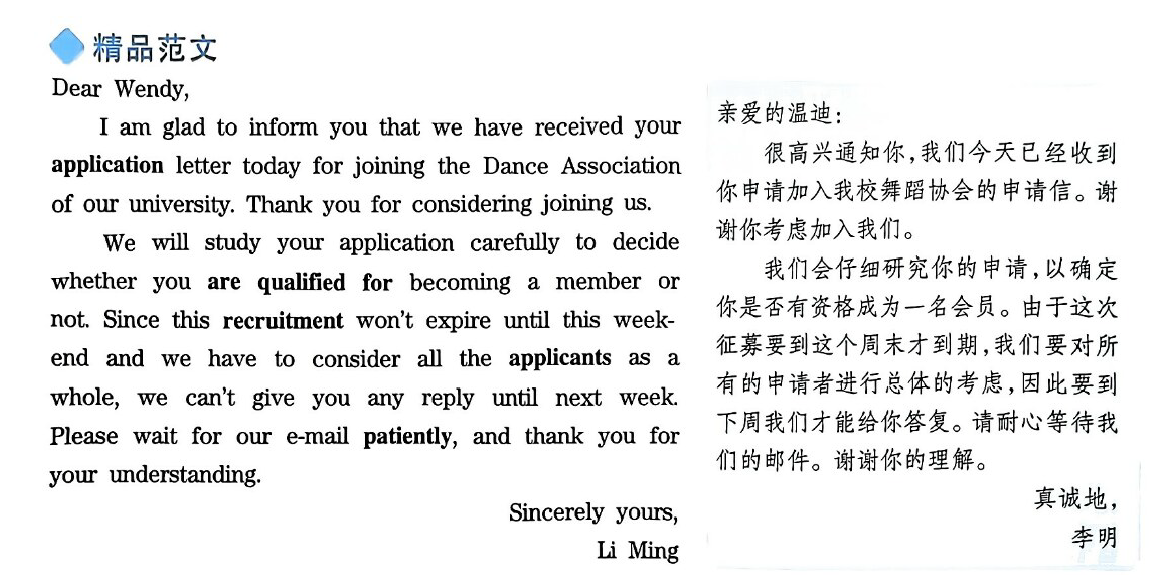 精品范文
Dear Wendy,
I am glad to inform you that we have received your
application letter today for joining the Dance Association
of our university. Thank you for considering joining us.
We will study your application carefully to decide
whether you are qualified for becoming a member or
not. Since this recruitment won't expire until this week-
end and we have to consider all the applicants as a
whole, we can't give you any reply until next week.
Please wait for our e-mail patiently, and thank you for
your understanding.
Sincerely yours,
Li Ming
亲爱的温迪：
很高兴通知你，我们今天已经收到
你申请加入我校舞蹈协会的申请信。谢
谢你考虑加入我们。
我们会仔细研究你的申请，以确定
你是否有资格成为一名会员。由于这次
征募要到这个周末才到期，我们要对所
有的申请者进行总体的考虑，因此要到
下周我们才能给你答复。请耐心等待我
们的邮件。谢谢你的理解。
真诚地，
李明